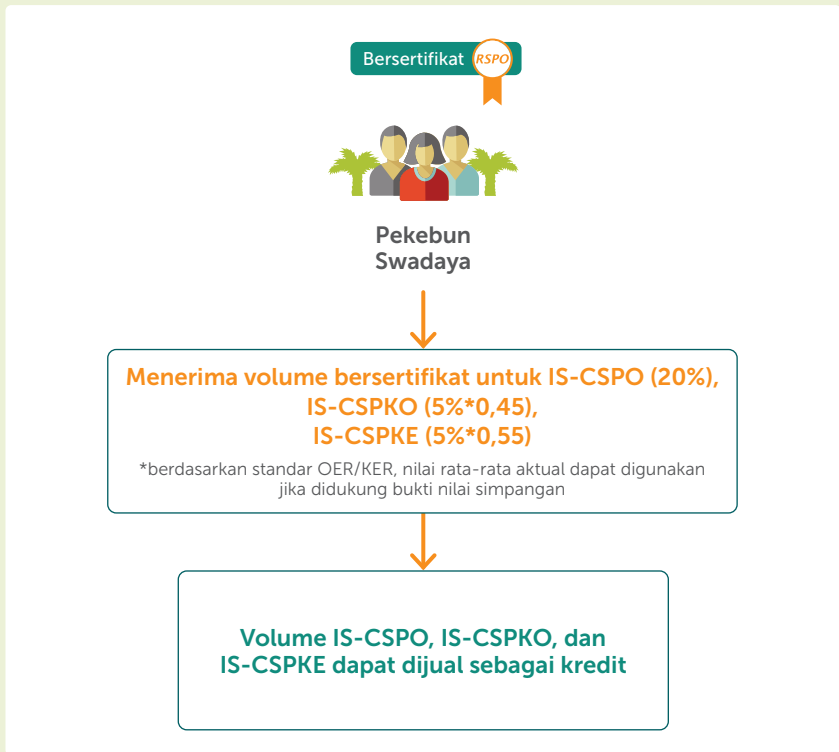 Bersertifikat RSPO
Pekebun
Swadaya
Menerima volume bersertifikat untuk IS-CSPO (20%),
IS-CSPKO (5%*0,45),
IS-CSPKE (5%*0,55)
*berdasarkan standar OER/KER, nilai rata-rata aktual dapat digunakan
jika didukung bukti nilai simpangan
Volume IS-CSPO, IS-CSPKO, dan
IS-CSPKE dapat dijual sebagai kredit